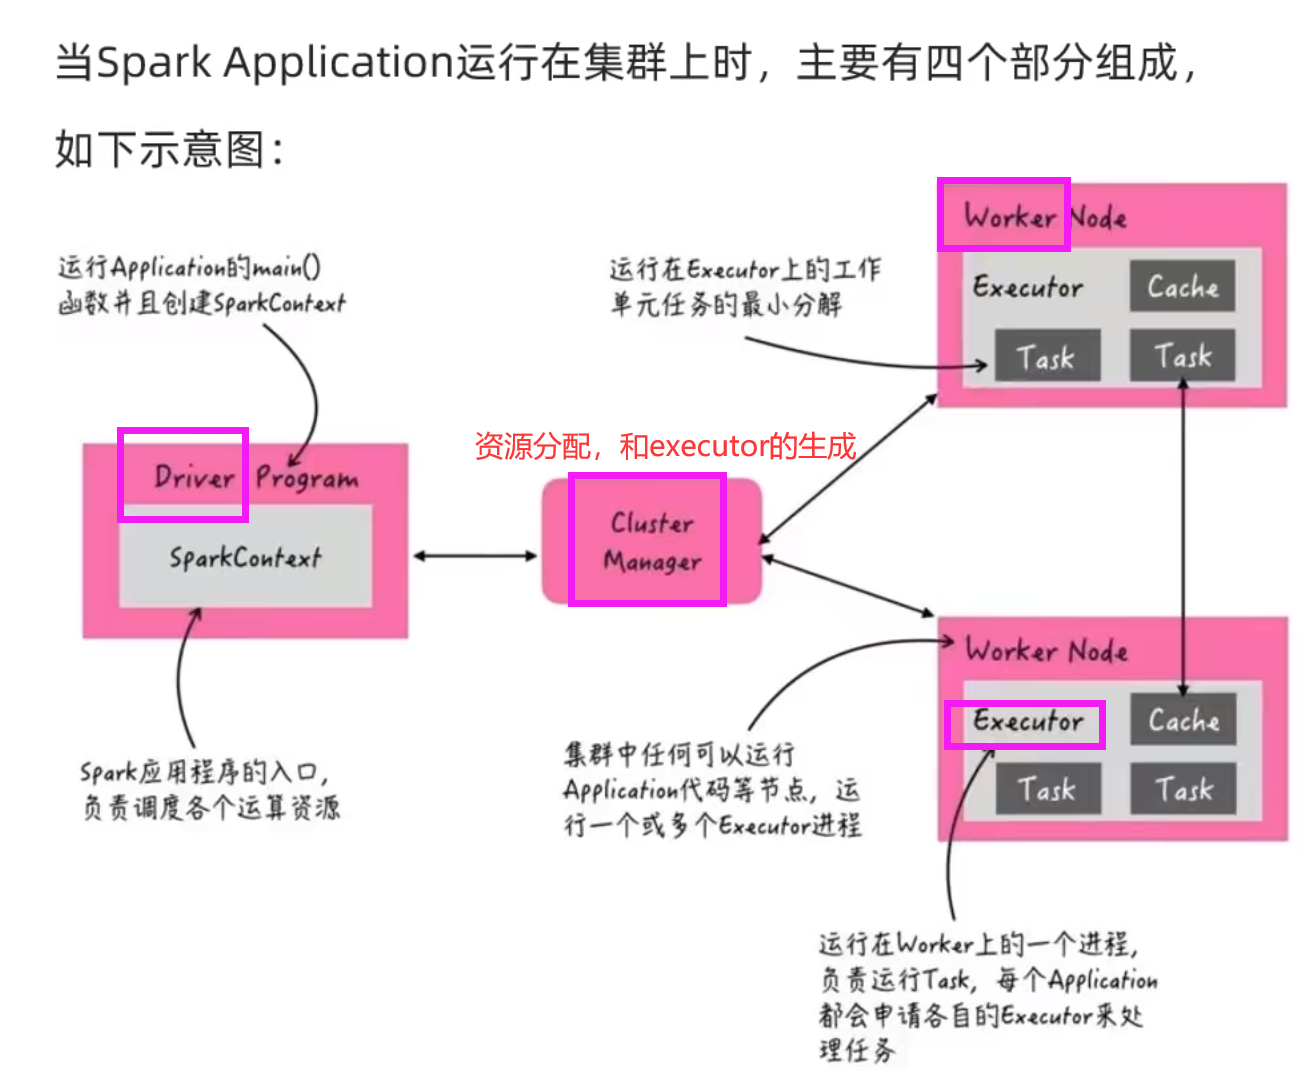 当Spark Application运行在集群上时，主要有四个部分组成，
如下示意图：
运行Application的main()
函数并且创建SparkContext
Driver Program
SparkContext
Spark应用程序的入口，
负责调度各个运算资源
资源分配，和executor的生成
Cluster
Manager
运行在Executor上的工作
单元任务的最小分解
Worker Node
Executor
Cache
Task
Task
集群中任何可以运行
Application代码等节点，运
行一个或多个Executor进程
Worker Node
Executor
Cache
Task
Task
运行在Worker上的一个进程，
负责运行Task，每个Application
都会申请各自的Executor来处
理任务